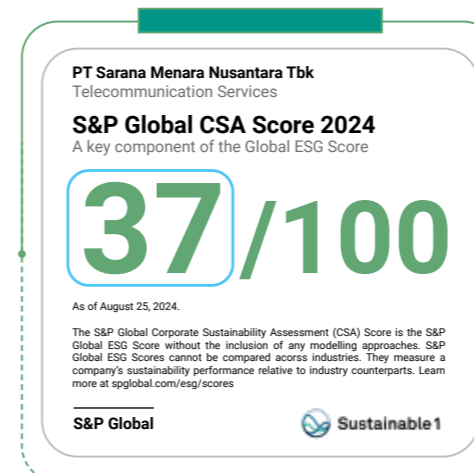 PT Sarana Menara Nusantara Tbk
Telecommunication Services
S&P Global CSA Score 2024
A key component of the Global ESG Score
37/100
As of August 25, 2024.
The S&P Global Corporate Sustainability Assessment (CSA) Score is the S&P
Global ESG Score without the inclusion of any modelling approaches. S&P
Global ESG Scores cannot be compared acorss industries. They measure a
company's sustainability performance relative to industry counterparts. Learn
more at spglobal.com/esg/scores
S&P Global
Sustainable1